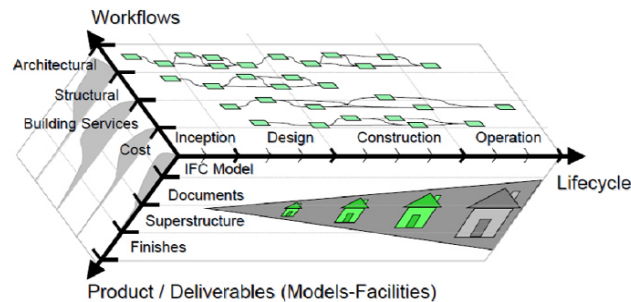 Workflows
Architectural
Structural
Building Services
Cost
Inception Design Construction Operation
Lifecycle
IFC Model
Documents
Superstructure
Finishes
Product / Deliverables (Models-Facilities)